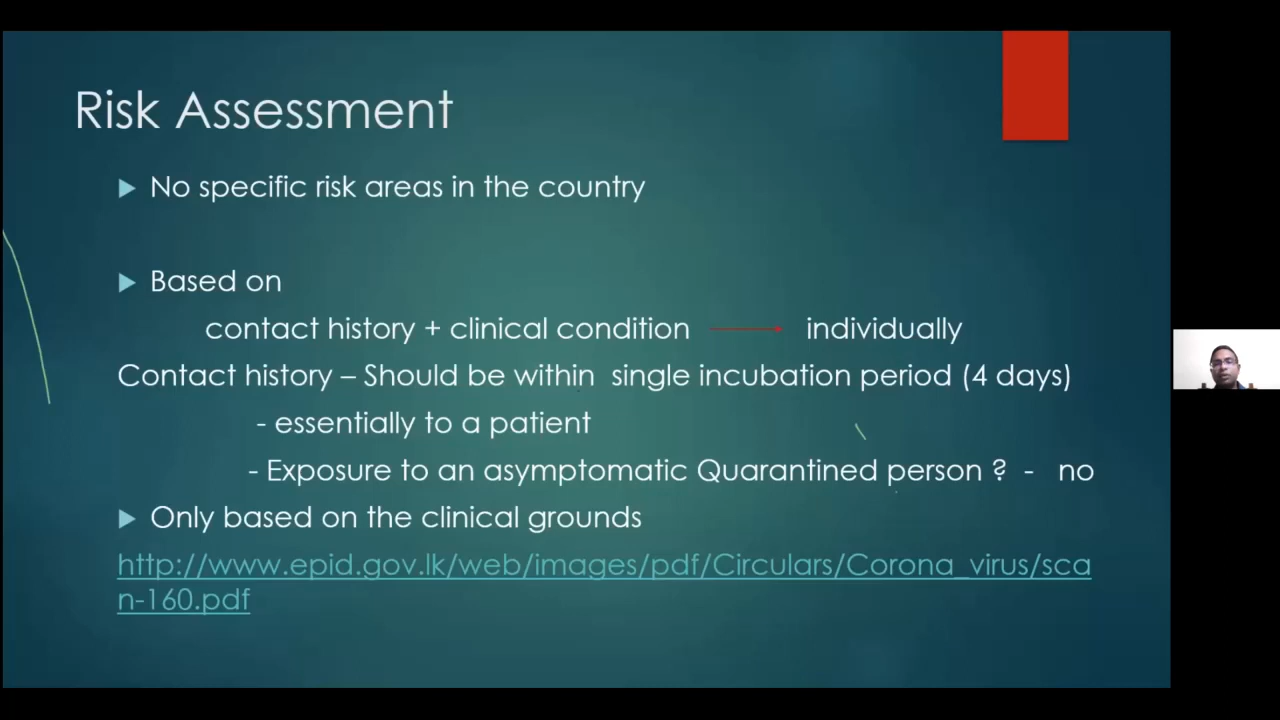 Risk Assessment
No specific risk areas in the country
Based on
contact history + clinical condition individually
Contact history – Should be within single incubation period (4 days)
- essentially to a patient
- Exposure to an asymptomatic Quarantined person ? - no
Only based on the clinical grounds
http://www.epid.gov.lk/web/images/pdf/Circulars/Corona_virus/sca
n-160.pdf